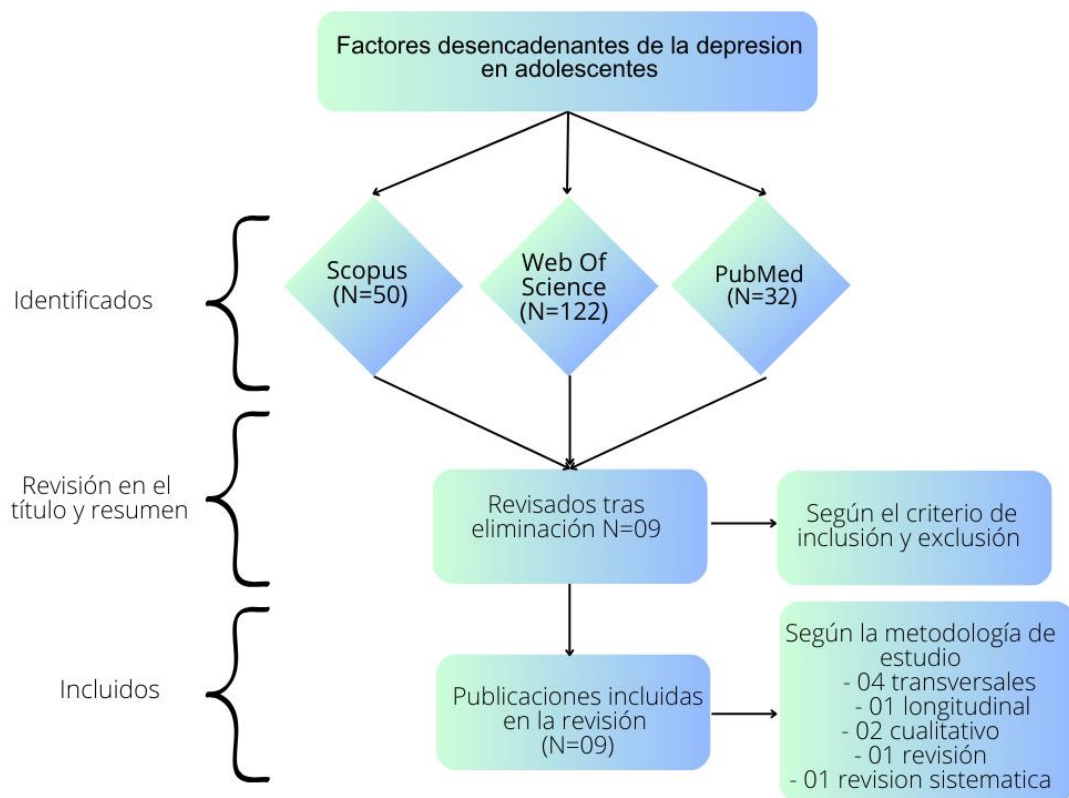 Factores desencadenantes de la depresion
en adolescentes
Identificados
Scopus
(N=50)
Web Of
Science
(N=122)
PubMed
(N=32)
Revisión en el
título y resumen
Revisados tras
eliminación N=09
Según el criterio de
inclusión y exclusión
Incluidos
Publicaciones incluidas
en la revisión
(N=09)
Según la metodología de
estudio
- 04 transversales
- 01 longitudinal
- 02 cualitativo
- 01 revisión
- 01 revision sistematica